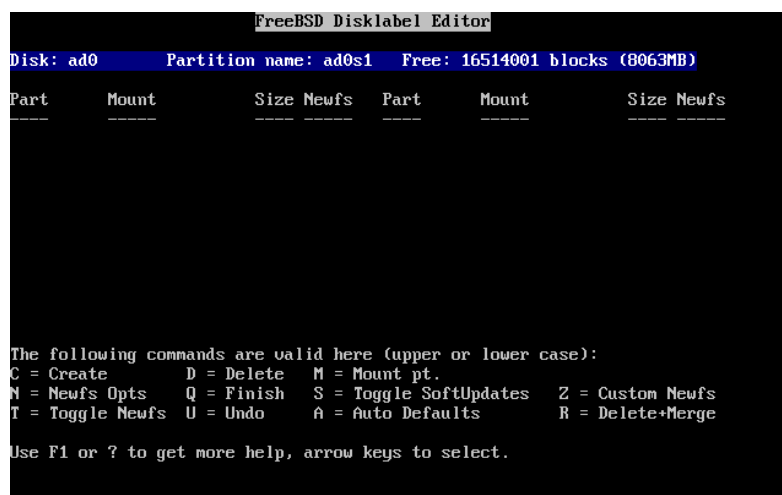 FreeBSD Disklabel Editor
Disk: ad0 Partition name: ad0s1 Free: 16514001 blocks (8063MB)
Part Mount Size Newfs Part Mount Size Newfs
---- ----- ---- ----- ---- ----- ---- -----
The following commands are valid here (upper or lower case):
C = Create D = Delete M = Mount pt.
N = Newfs Opts Q = Finish S = Toggle SoftUpdates Z = Custom Newfs
T = Toggle Newfs U = Undo A = Auto Defaults R = Delete+Merge
Use F1 or ? to get more help, arrow keys to select.